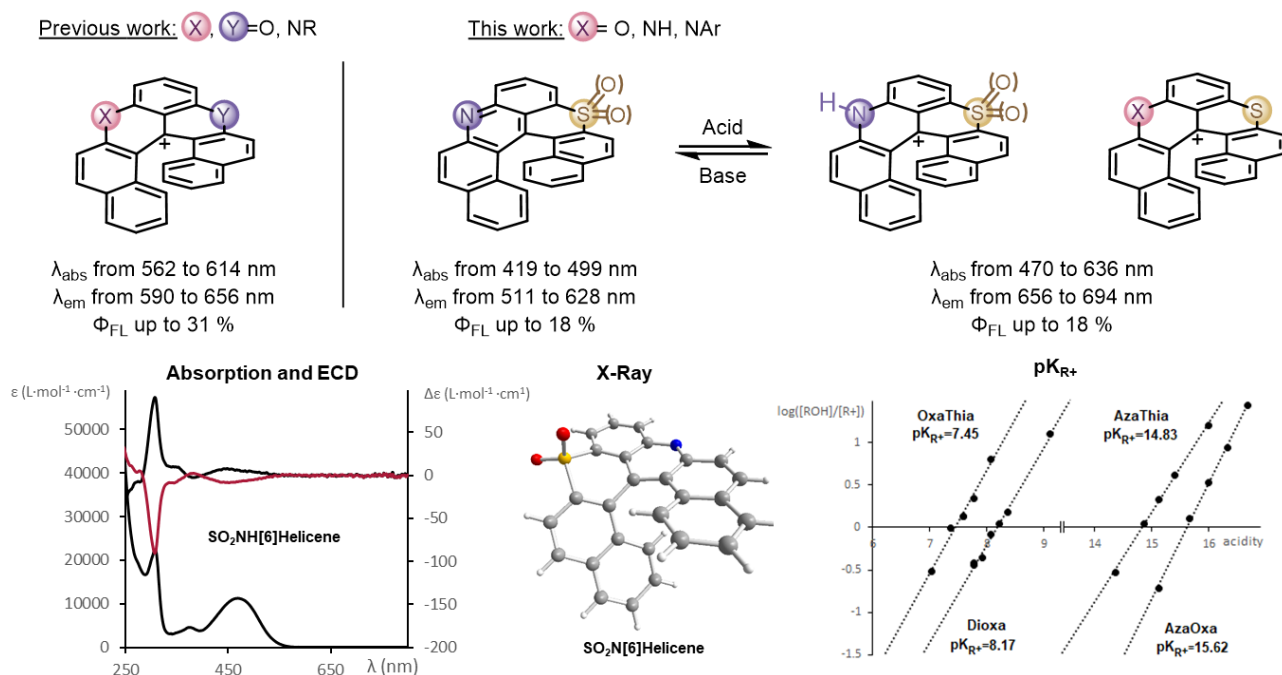 Previous work: X, Y=O, NR
This work: X= O, NH, NAr
X
Y
+
N
S
(O)
(O)
Acid
Base
H
N
S
(O)
(O)
+
X
S
+
λabs from 562 to 614 nm
λem from 590 to 656 nm
ΦFL up to 31 %
λabs from 419 to 499 nm
λem from 511 to 628 nm
ΦFL up to 18 %
λabs from 470 to 636 nm
λem from 656 to 694 nm
ΦFL up to 18 %
Absorption and ECD
ε (L·mol-1 ·cm-1)
Δε (L·mol-1 ·cm1)
50000
40000
30000
20000
10000
0
50
0
-50
-100
-150
-200
SO2NH[6]Helicene
250
450
650
λ (nm)
X-Ray
SO2N[6]Helicene
pKR+
log([ROH]/[R+])
OxaThia
pKR+=7.45
AzaThia
pKR+=14.83
1
0.5
0
-0.5
-1
-1.5
6
7
8
9
14
15
16
acidity
Dioxa
pKR+=8.17
AzaOxa
pKR+=15.62